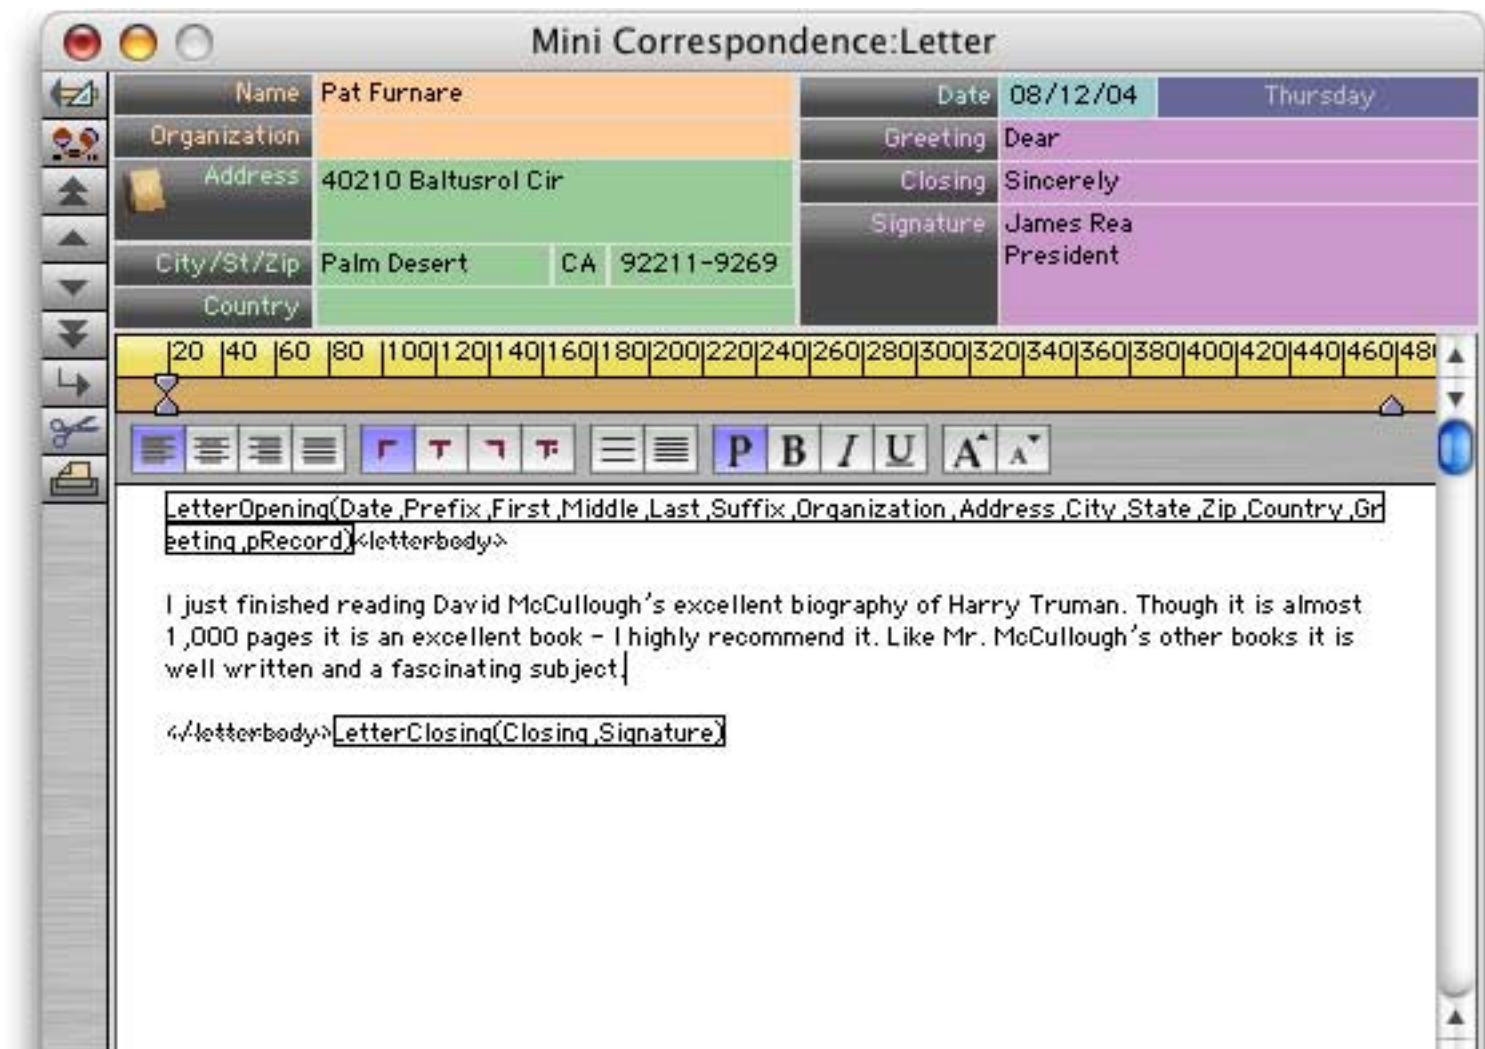 Mini Correspondence:Letter
Name Pat Furnare
Date 08/12/04 Thursday
Organization
Greeting Dear
Address 40210 Baltusrol Cir
Closing Sincerely
Signature James Rea
President
City/St/Zip Palm Desert CA 92211-9269
Country
|20 |40 |60 |80 |100|120|140|160|180|200|220|240|260|280|300|320|340|360|380|400|420|440|460|48
P B I U A A
LetterOpening(Date,Prefix,First,Middle,Last,Suffix,Organization,Address,City,State,Zip,Country,Gr
eeting,pRecord)<letterbody>
I just finished reading David McCullough's excellent biography of Harry Truman. Though it is almost
1,000 pages it is an excellent book - I highly recommend it. Like Mr. McCullough's other books it is
well written and a fascinating subject.
</letterbody>LetterClosing(Closing,Signature)